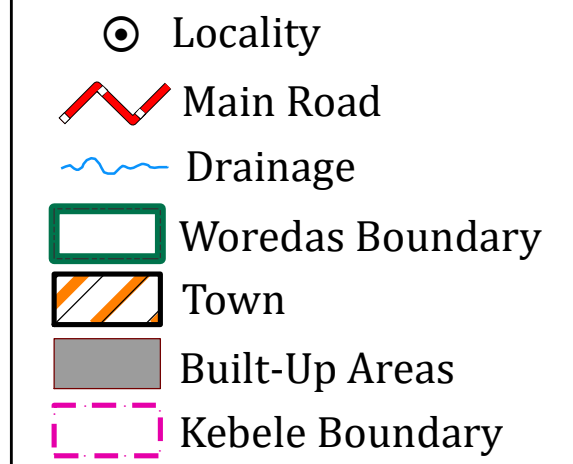 Locality
Main Road
Drainage
Woredas Boundary
Town
Built-Up Areas
Kebele Boundary